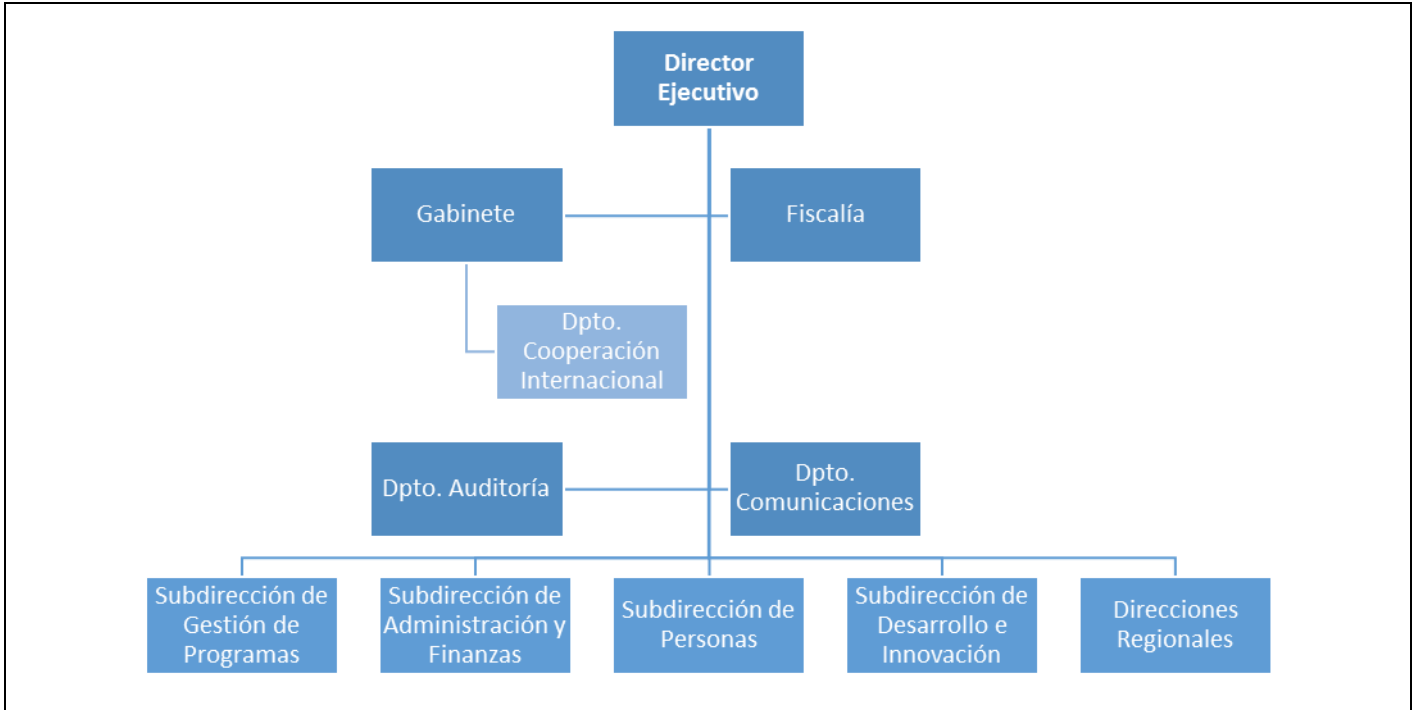 Director
Ejecutivo
Gabinete
Fiscalía
Dpto.
Cooperación
Internacional
Dpto. Auditoría
Dpto.
Comunicaciones
Subdirección de
Gestión de
Programas
Subdirección de
Administración y
Finanzas
Subdirección de
Personas
Subdirección de
Desarrollo e
Innovación
Direcciones
Regionales